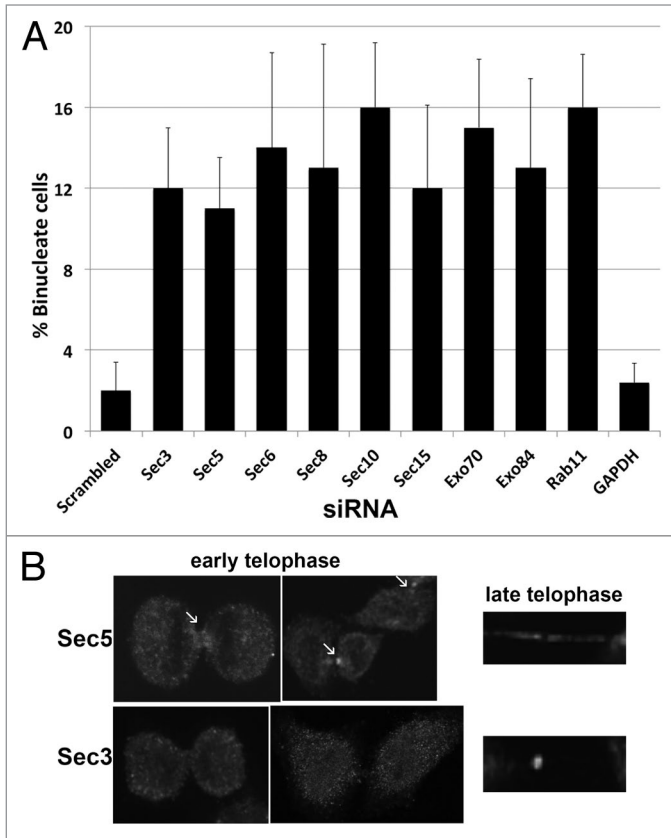 A
20
16
12
8
4
0
% Binucleate cells
Scrambled
Sec3
Sec5
Sec6
Sec8
Sec10
Sec15
Exo70
Exo84
Rab11
GAPDH
siRNA
B
early telophase
late telophase
Sec5
Sec3